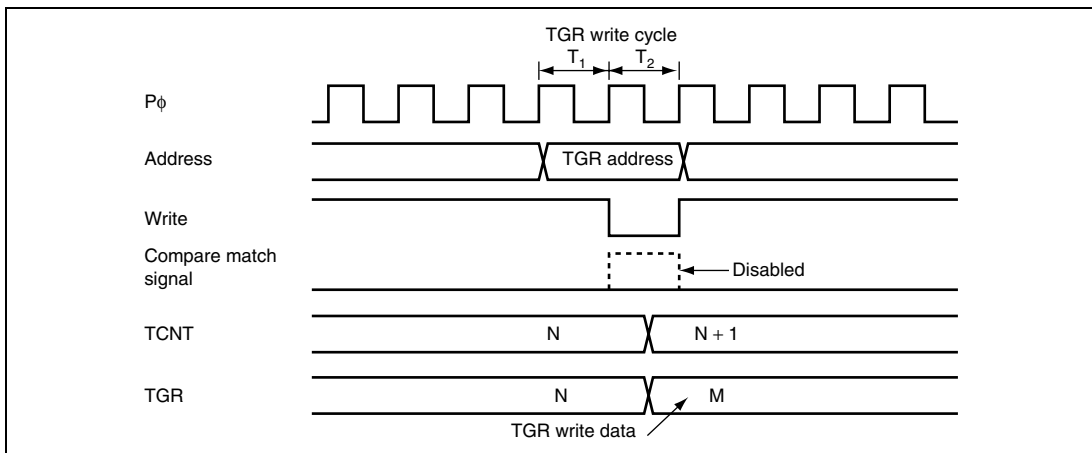 TGR write cycle
T1 T2
Pϕ
Address
TGR address
Write
Compare match
signal
Disabled
TCNT
N
N + 1
TGR
N
M
TGR write data